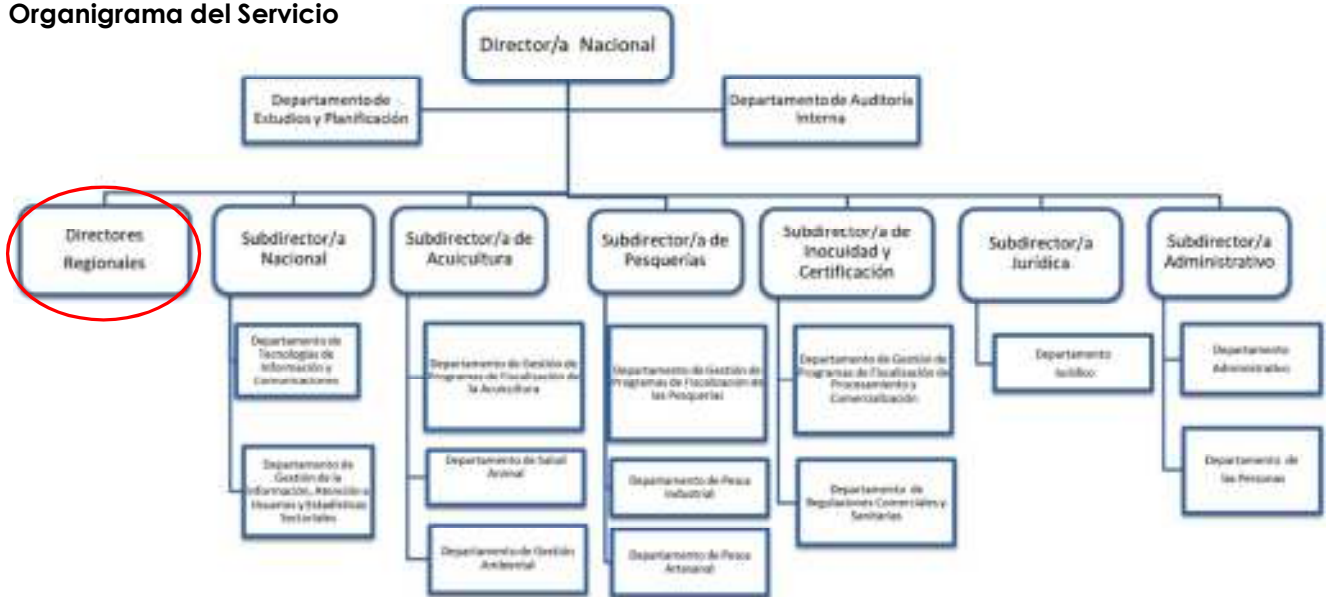 Organigrama del Servicio
Director/a Nacional
Departamento de
Estudios y Planificación
Departamento de Auditoría
Interna
Directores
Regionales
Subdirector/a
Nacional
Subdirector/a de
Acuicultura
Subdirector/a de
Pesquerías
Subdirector/a de
Inocuidad y
Certificación
Subdirector/a
Jurídica
Subdirector/a
Administrativo
Departamento de
Tecnologías de
Información y
Comunicaciones
Departamento de
Gestión de la
Información, Atención a
Usuarios y Estadísticas
Sectoriales
Departamento de Gestión de
Programas de Fiscalización de
la Acuicultura
Departamento de Salud
Animal
Departamento de Gestión
Ambiental
Departamento de Gestión de
Programas de Fiscalización de
las Pesquerías
Departamento de Pesca
Industrial
Departamento de Pesca
Artesanal
Departamento de Gestión de
Programas de Fiscalización de
Procesamiento y
Comercialización
Departamento de
Regulaciones Comerciales y
Sanitarias
Departamento
Jurídico
Departamento
Administrativo
Departamento de
las Personas